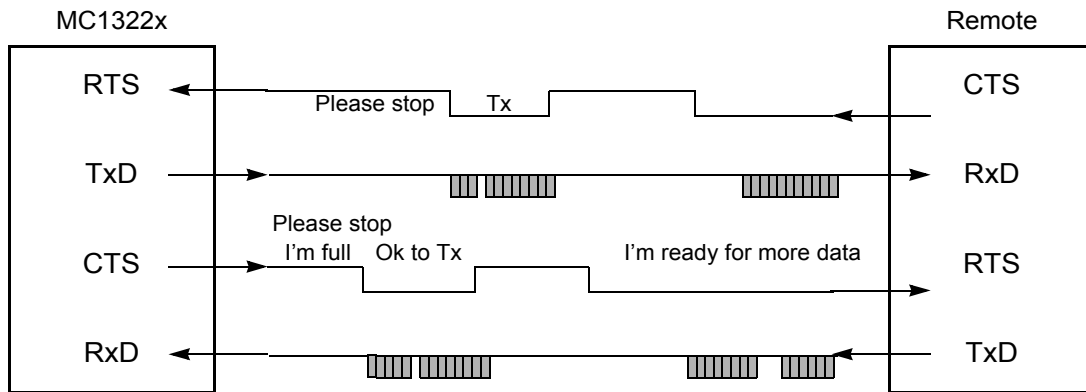 MC1322x Remote
RTS CTS
Please stop Tx
TxD RxD
Please stop
I'm full Ok to Tx I'm ready for more data
CTS RTS
RxD TxD